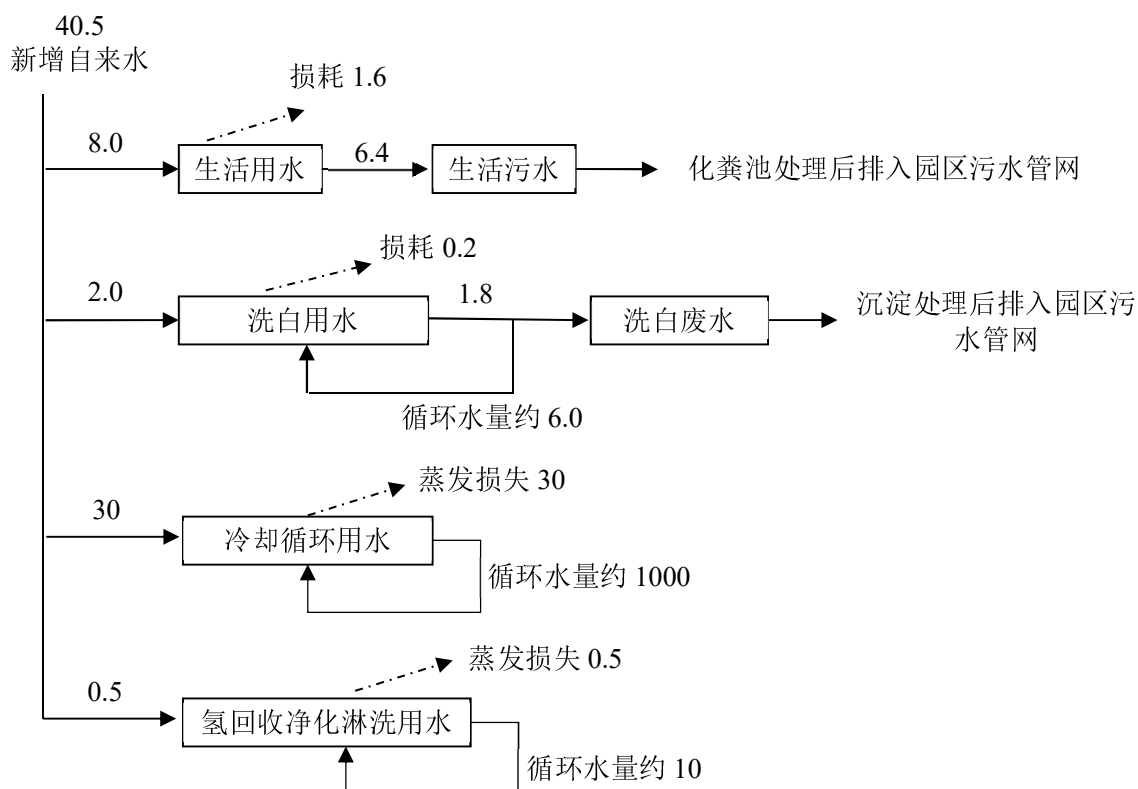 40.5
新增自来水
损耗 1.6
8.0
生活用水
6.4
生活污水
化粪池处理后排入园区污水管网
损耗 0.2
2.0
洗白用水
1.8
洗白废水
沉淀处理后排入园区污
水管网
循环水量约 6.0
蒸发损失 30
30
冷却循环用水
循环水量约 1000
蒸发损失 0.5
0.5
氢回收净化淋洗用水
循环水量约 10